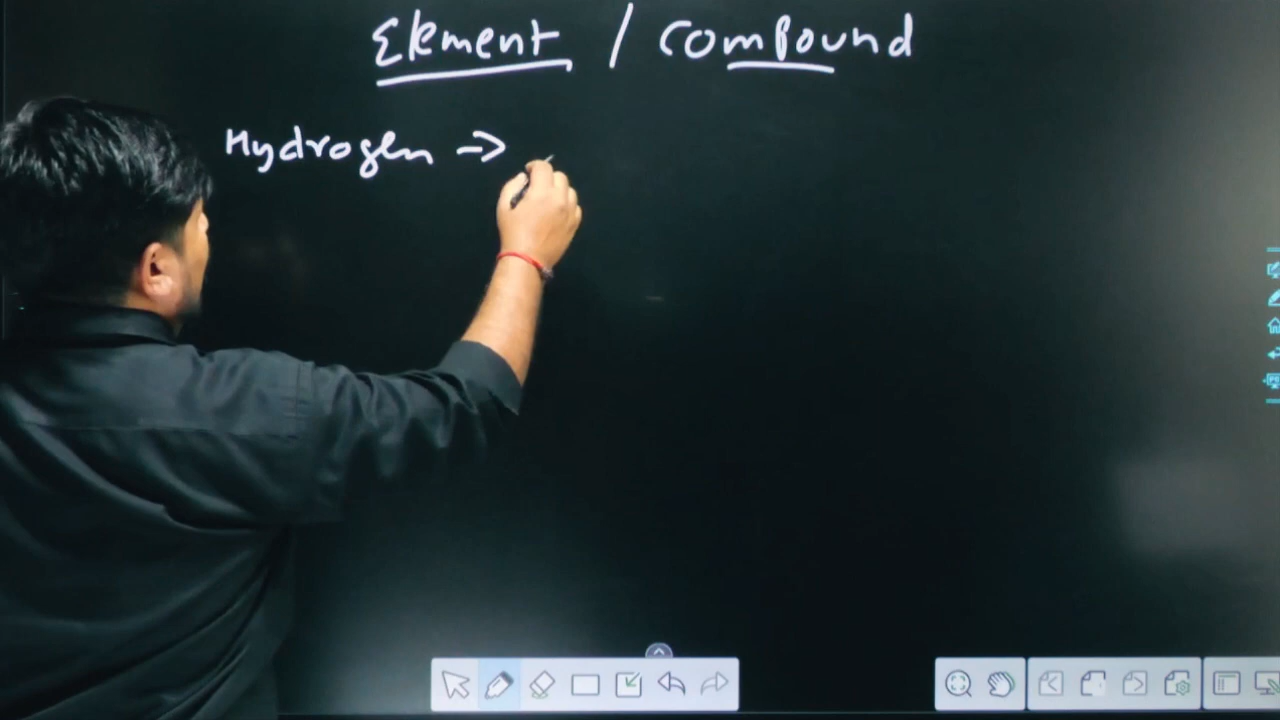 Element / Compound
Hydrogen →